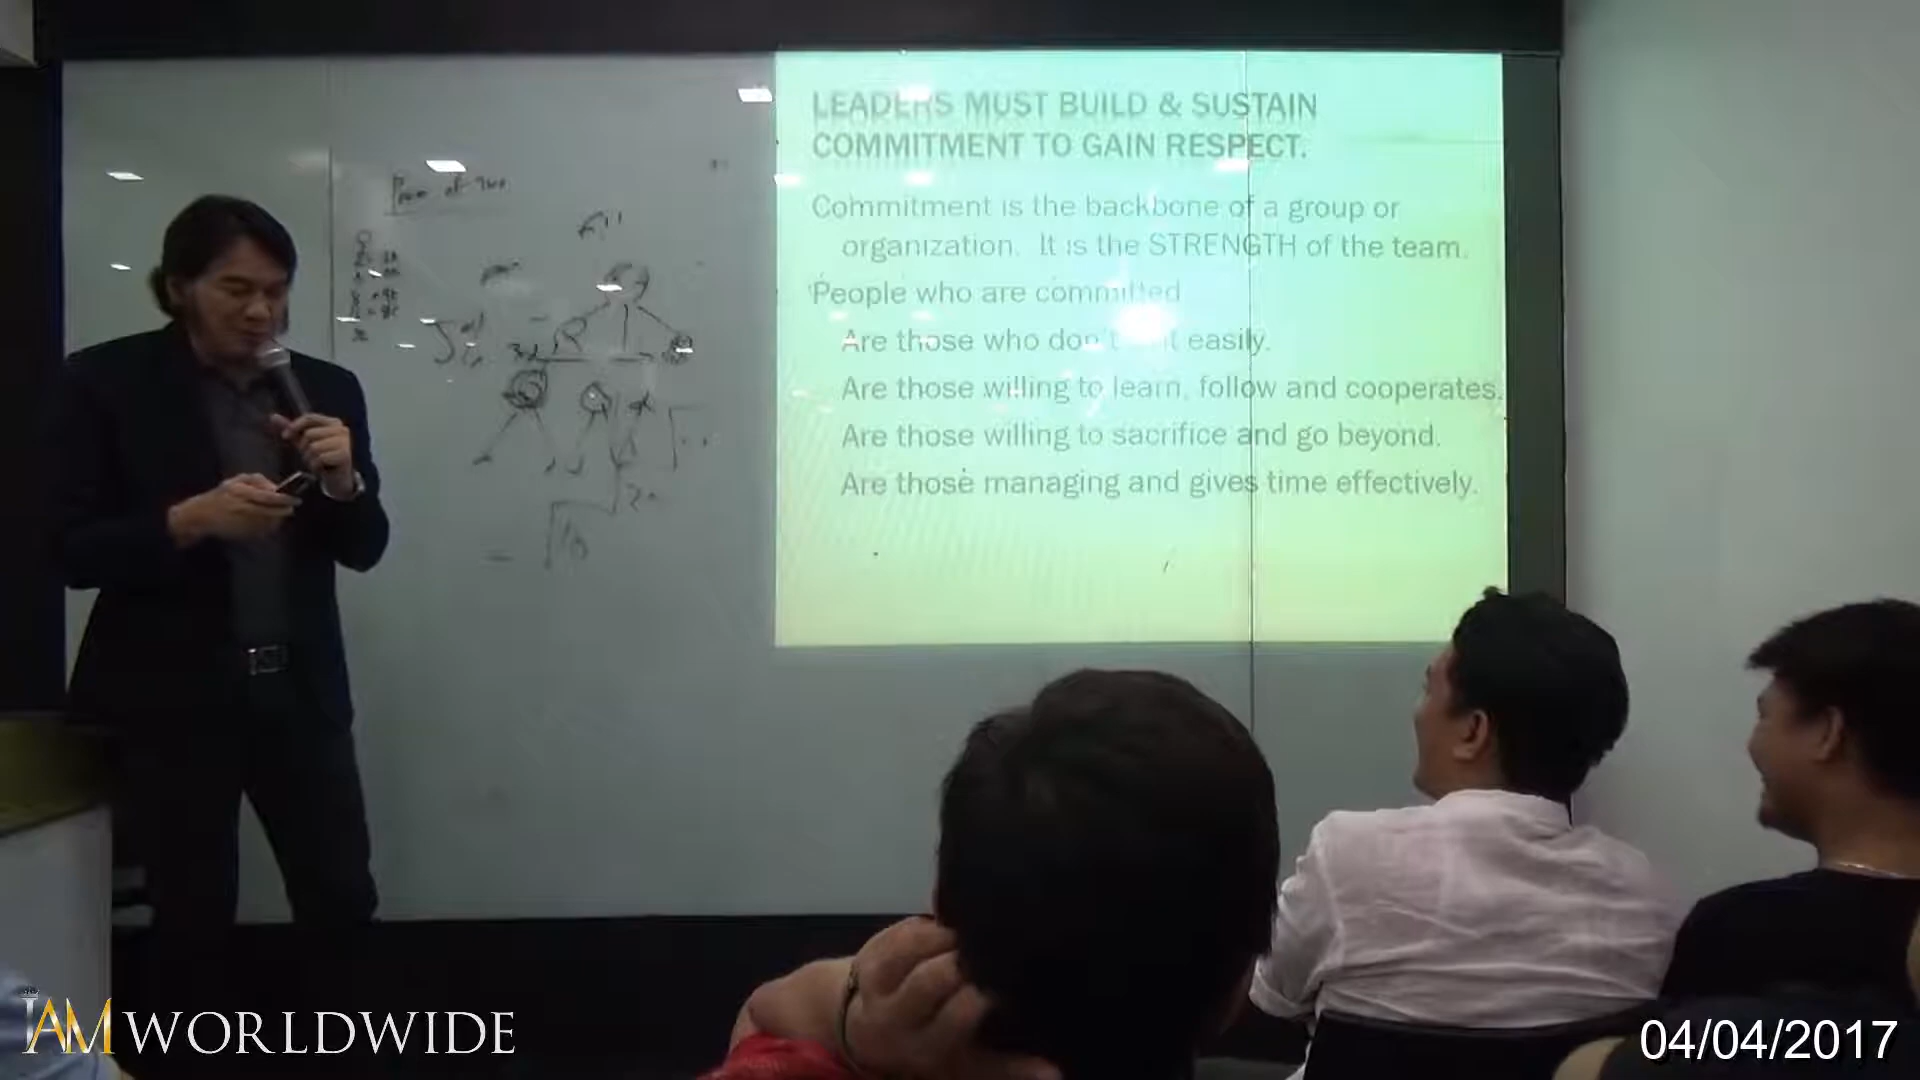 LEADERS MUST BUILD & SUSTAIN
COMMITMENT TO GAIN RESPECT.
Commitment is the backbone of a group or
organization. It is the STRENGTH of the team.
People who are committed
Are those who don't easily.
Are those willing to learn, follow and cooperates.
Are those willing to sacrifice and go beyond.
Are those managing and gives time effectively.
of two
IAM WORLDWIDE
04/04/2017